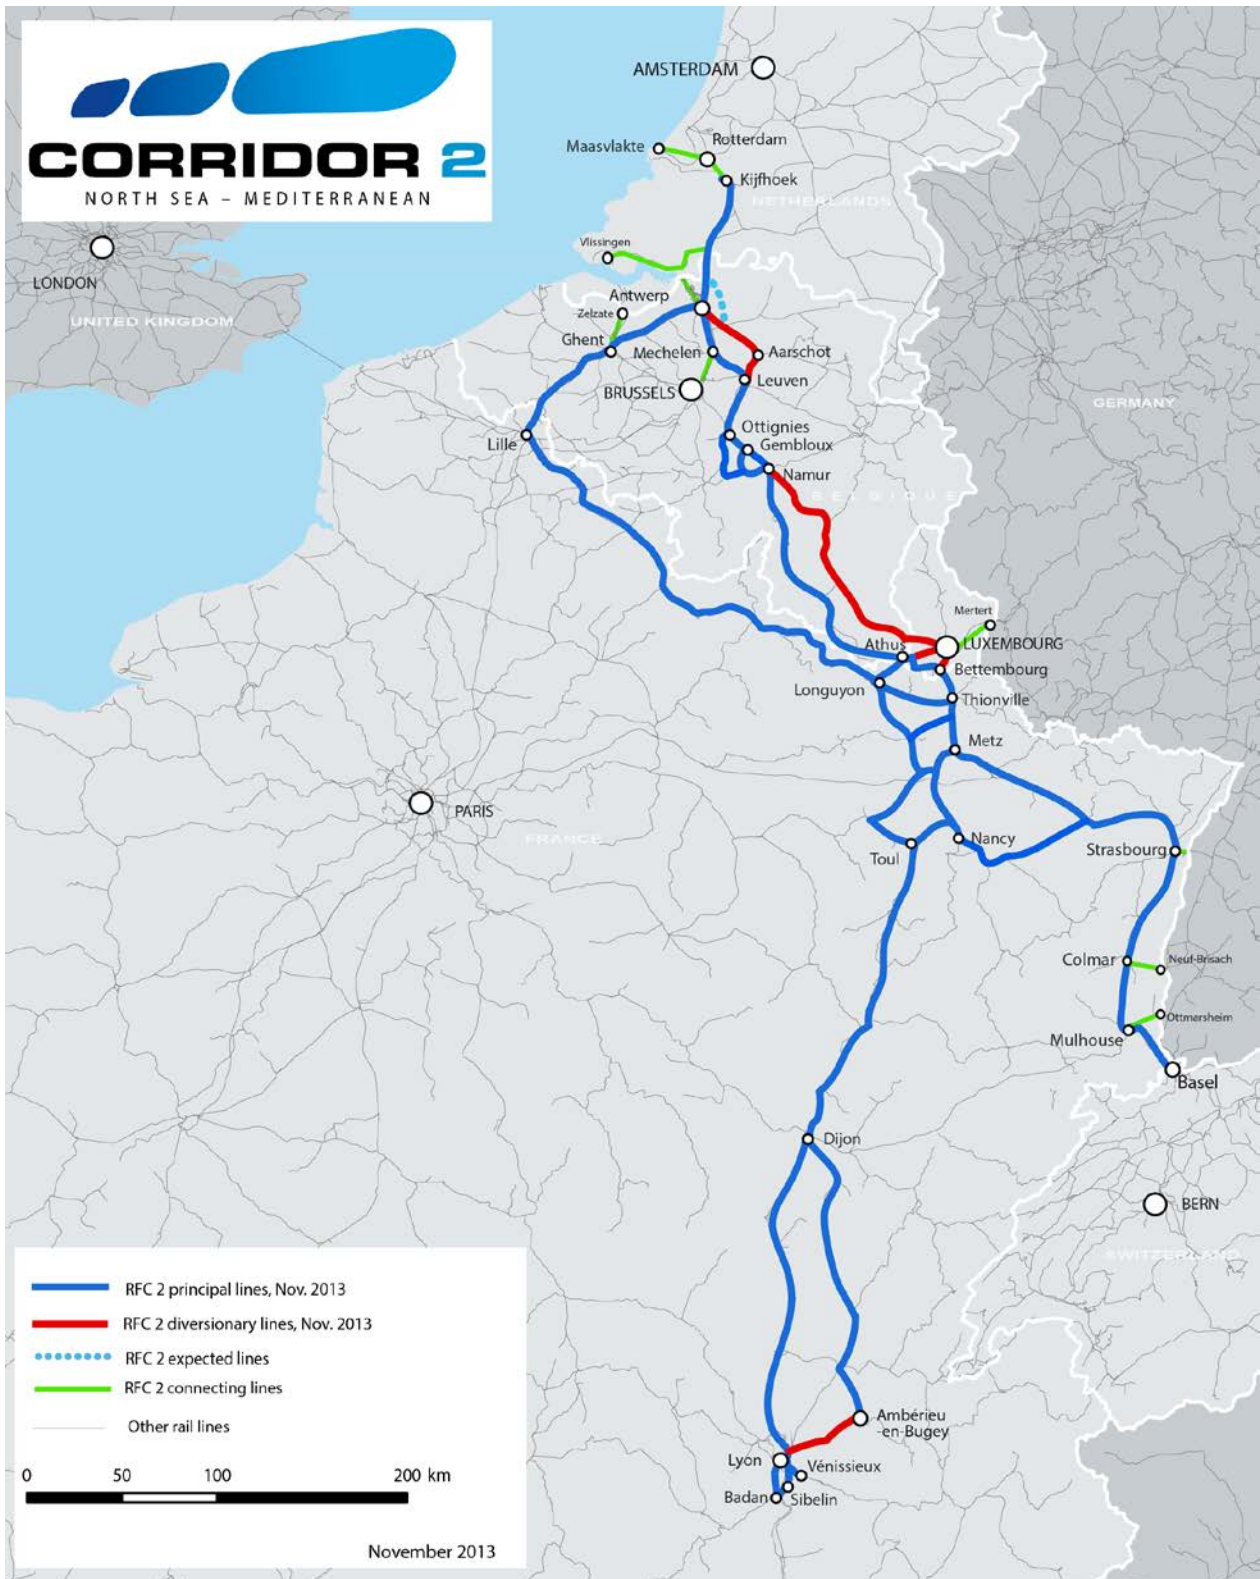 CORRIDOR 2
NORTH SEA – MEDITERRANEAN
AMSTERDAM
Maasvlakte
Rotterdam
Kijfhoek
NETHERLANDS
Vlissingen
LONDON
UNITED KINGDOM
Antwerp
Zelzate
Ghent
Mechelen
Aarschot
Leuven
BRUSSELS
GERMANY
Lille
Ottignies
Gembloux
Namur
BELGIQUE
Mertert
Athus
LUXEMBOURG
Bettembourg
Longuyon
Thionville
Metz
PARIS
FRANCE
Nancy
Toul
Strasbourg
Colmar
Neuf-Brisach
Ottmarsheim
Mulhouse
Basel
Dijon
BERN
SWITZERLAND
Ambérieu
-en-Bugey
Lyon
Vénissieux
Badan
Sibelin
RFC 2 principal lines, Nov. 2013
RFC 2 diversionary lines, Nov. 2013
RFC 2 expected lines
RFC 2 connecting lines
Other rail lines
0 50 100 200 km
November 2013